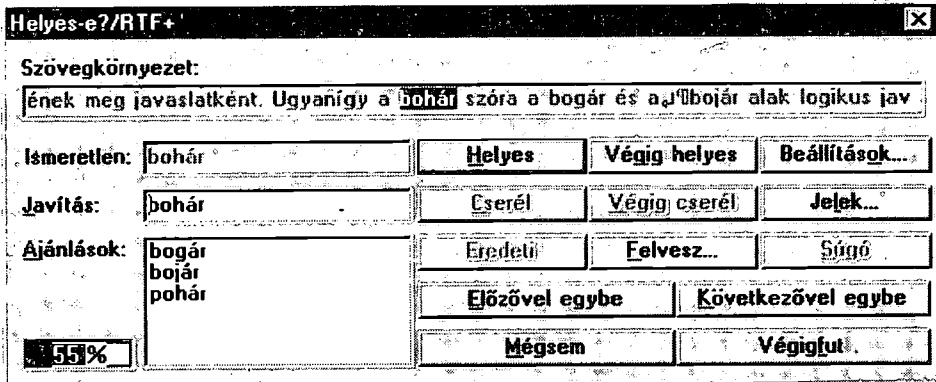 Helyes-e?/RTF+
Szövegkörnyezet:
ének meg javaslatként. Ugyanígy a bohár szóra a bogár és a bojár alak logikus jav
Ismeretlen: bohár Helyes Végig helyes Beállítások...
Javítás: bohár Cserél Végig cserél Jelek...
Ajánlások: bogár Eredeti Felvesz... Súgó
bojár
pohár
Előzővel egybe Következővel egybe
55% Mégsem Végigfut